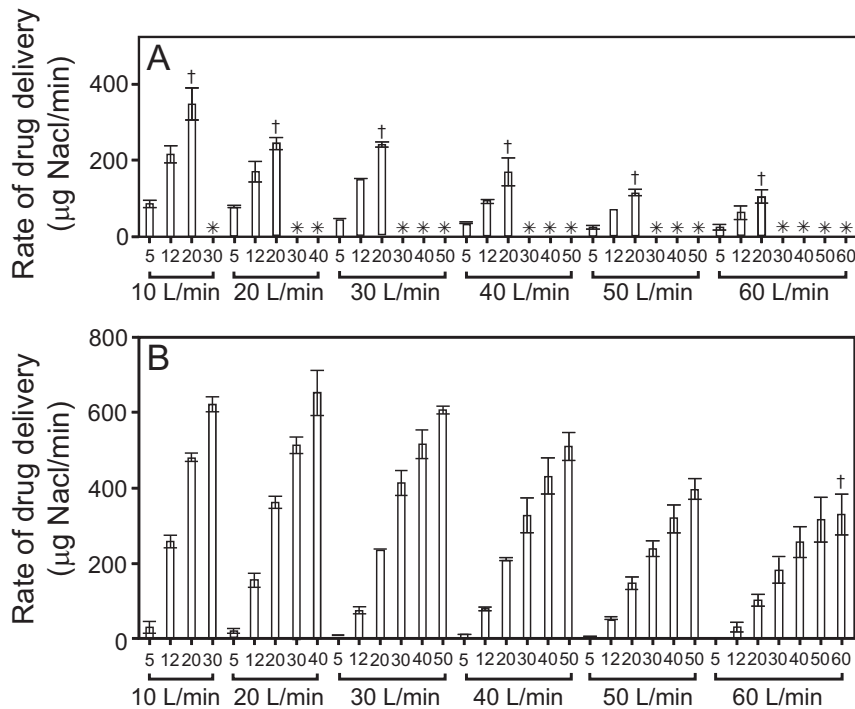 A
Rate of drug delivery
(μg Nacl/min)
400
200
0
† † † † † †
* * * * * * * * * * * * * * * *
5 12 20 30 5 12 20 30 40 5 12 20 30 40 50 5 12 20 30 40 50 5 12 20 30 40 50 5 12 20 30 40 50 60
10 L/min 20 L/min 30 L/min 40 L/min 50 L/min 60 L/min
B
Rate of drug delivery
(μg Nacl/min)
800
600
400
200
0
†
5 12 20 30 5 12 20 30 40 5 12 20 30 40 50 5 12 20 30 40 50 5 12 20 30 40 50 5 12 20 30 40 50 60
10 L/min 20 L/min 30 L/min 40 L/min 50 L/min 60 L/min